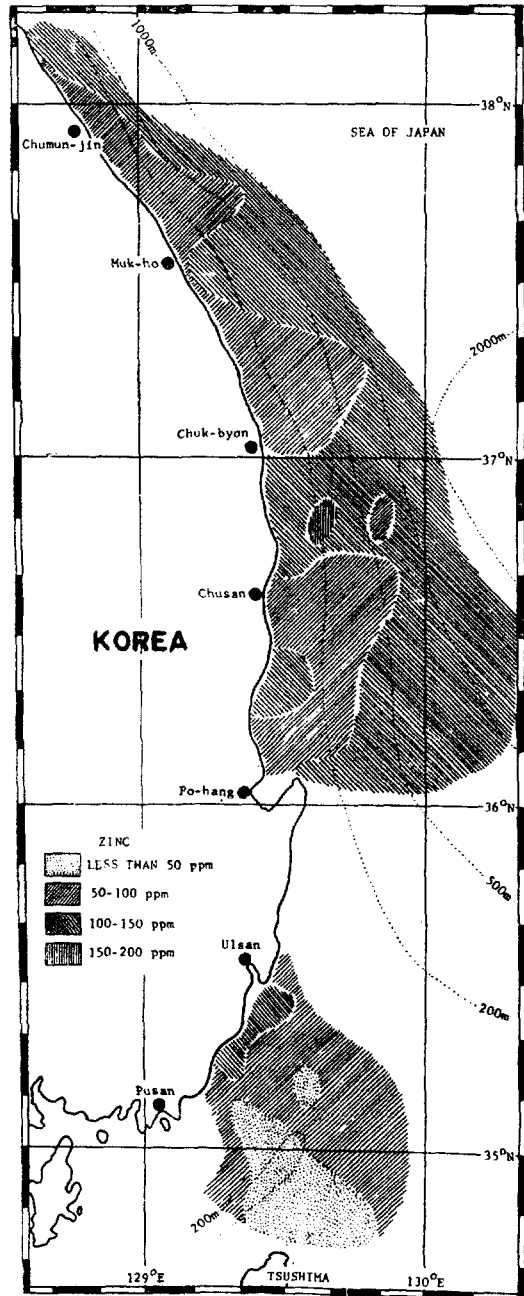 1000m
38°N
SEA OF JAPAN
Chumun-jin
Muk-ho
2000m
Chuk-byon
37°N
Chusan
KOREA
Po-hang
36°N
ZINC
LESS THAN 50 ppm
50-100 ppm
100-150 ppm
150-200 ppm
500m
Ulsan
200m
Pusan
35°N
200m
129°E
TSUSHIMA
130°E